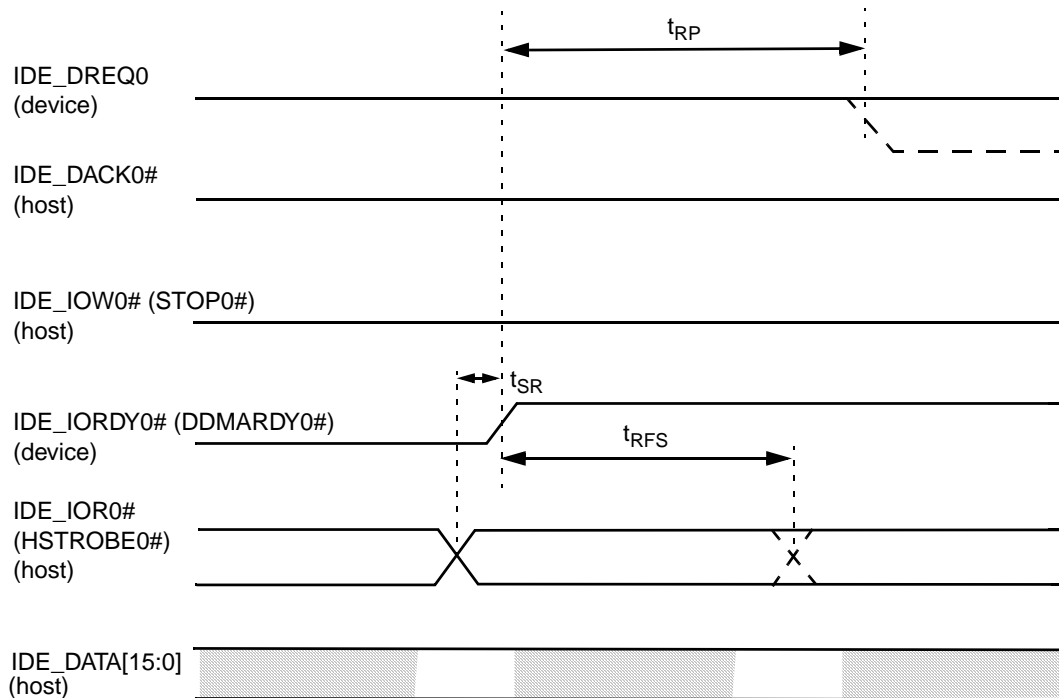 tRP
IDE_DREQ0
(device)
IDE_DACK0#
(host)
IDE_IOW0# (STOP0#)
(host)
tSR
IDE_IORDY0# (DDMARDY0#)
(device)
tRFS
IDE_IOR0#
(HSTROBE0#)
(host)
IDE_DATA[15:0]
(host)